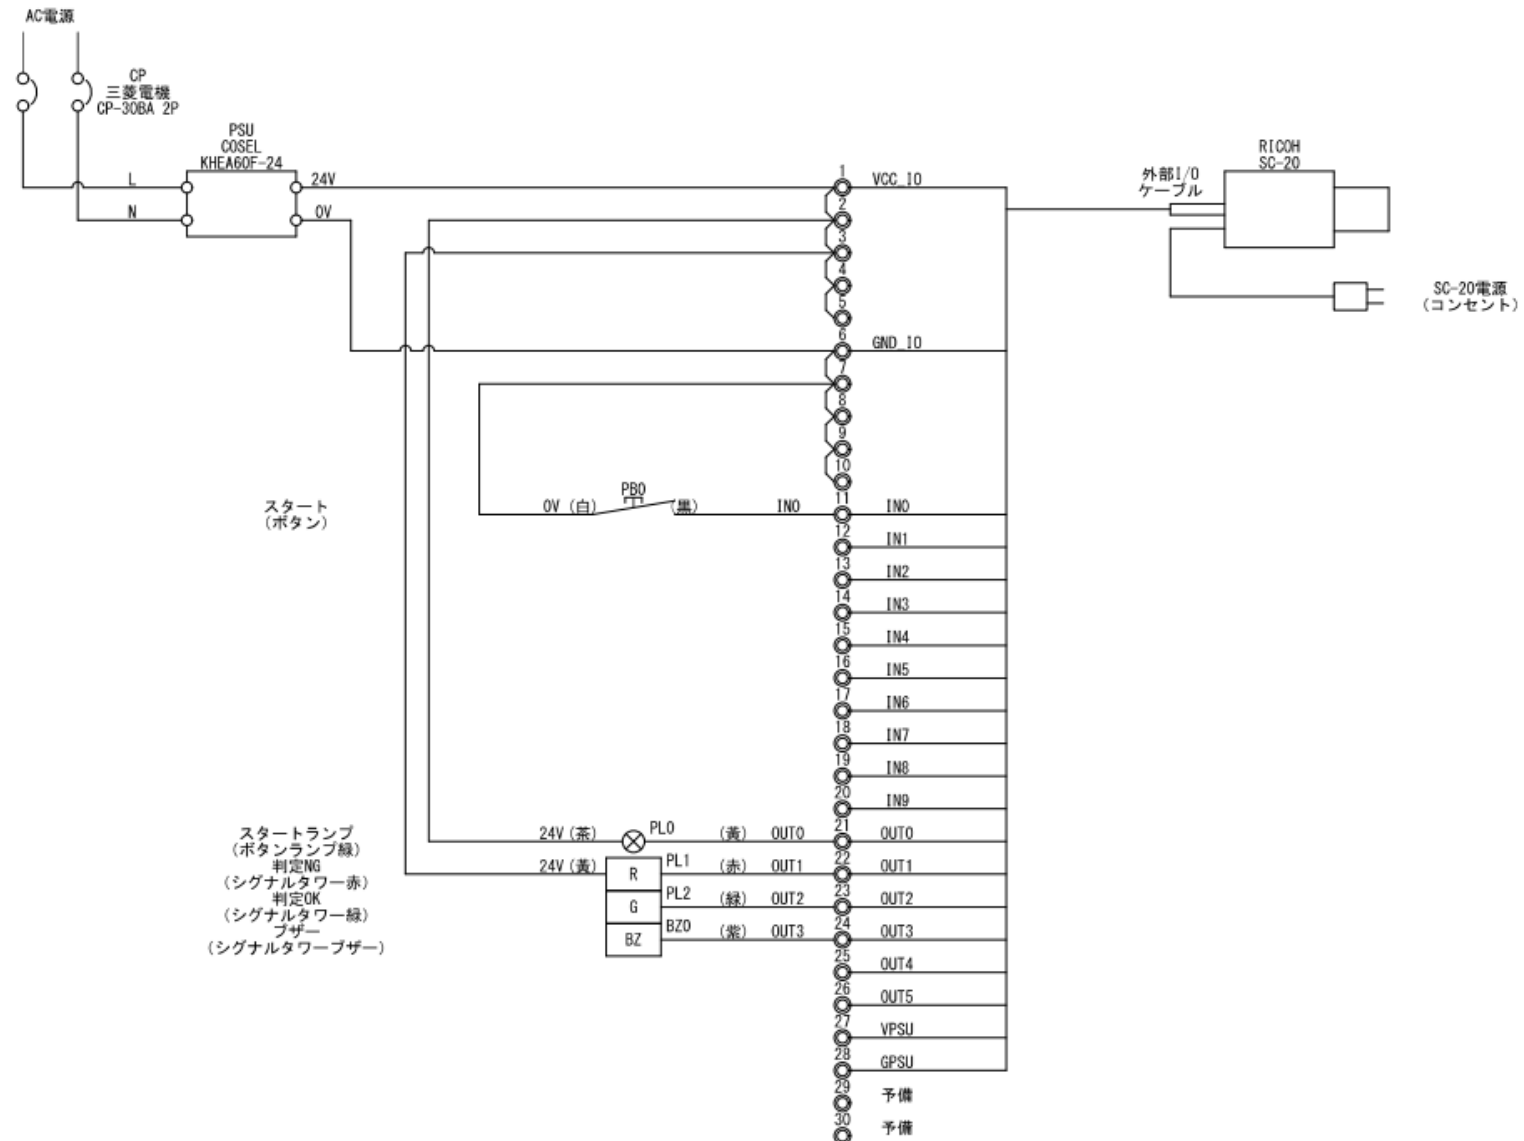 AC電源
CP
三菱電機
CP-30BA 2P
PSU
COSEL
KHEA60F-24
L
N
24V
0V
1
VCC_IO
2
3
4
5
6
GND_IO
7
8
9
10
外部I/O
ケーブル
RICOH
SC-20
SC-20電源
(コンセント)
スタート
(ボタン)
0V (白)
PB0
(黒)
IN0
11
IN0
12
IN1
13
IN2
14
IN3
15
IN4
16
IN5
17
IN6
18
IN7
19
IN8
20
IN9
スタートランプ
(ボタンランプ緑)
24V (茶)
PL0
(黄)
OUT0
21
OUT0
判定NG
(シグナルタワー赤)
24V (黄)
R
PL1
(赤)
OUT1
22
OUT1
判定OK
(シグナルタワー緑)
G
PL2
(緑)
OUT2
23
OUT2
ブザー
(シグナルタワーブザー)
BZ
BZ0
(紫)
OUT3
24
OUT3
25
OUT4
26
OUT5
27
VPSU
28
GPSU
29
予備
30
予備